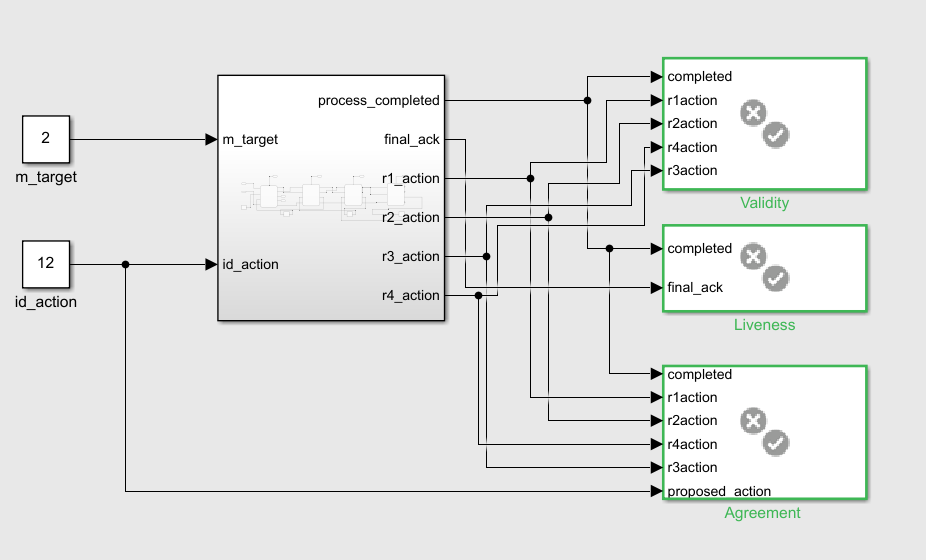 2
m_target
12
id_action
m_target
id_action
process_completed
final_ack
r1_action
r2_action
r3_action
r4_action
completed
r1action
r2action
r4action
r3action
Validity
completed
final_ack
Liveness
completed
r1action
r2action
r4action
r3action
proposed_action
Agreement